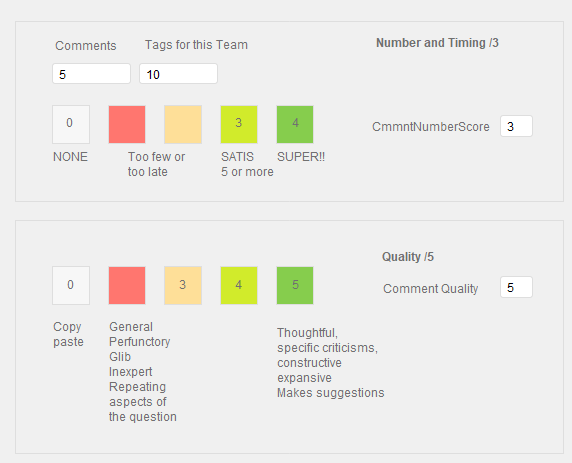 Comments
Tags for this Team
Number and Timing /3
5
10
0
3
4
CmmntNumberScore
3
NONE
Too few or
too late
SATIS
5 or more
SUPER!!
Quality /5
0
3
4
5
Comment Quality
5
Copy
paste
General
Perfunctory
Glib
Inexpert
Repeating
aspects of
the question
Thoughtful,
specific criticisms,
constructive
expansive
Makes suggestions